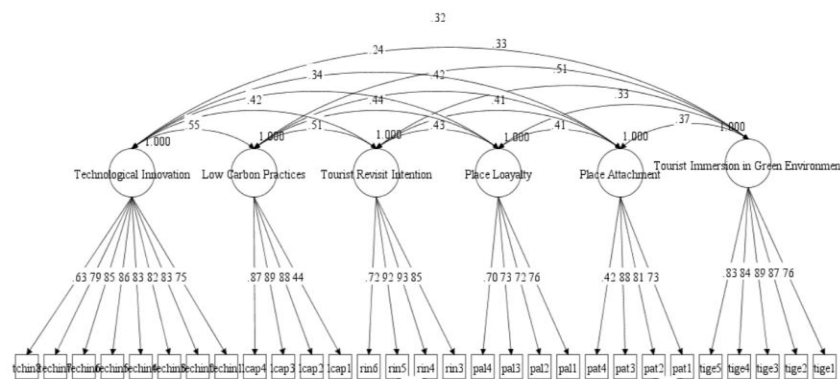 .32
.24 .33
.34 .42 .51
.42 .44 .41 .33
.55 .51 .43 .41 .37
1.000 1.000 1.000 1.000 1.000 1.000
Technological Innovation Low Carbon Practices Tourist Revisit Intention Place Loayalty Place Attachment Tourist Immersion in Green Environmen
.63 79 85 86 83 82 83 75 .87 89 88 44 .72 92 93 85 .70 73 72 76 .42 88 81 73 .83 84 89 87 76
lcap4 lcap3 lcap2 lcap1 rin6 rin5 rin4 rin3 pal4 pal3 pal2 pal1 pat4 pat3 pat2 pat1 tige5 tige4 tige3 tige2